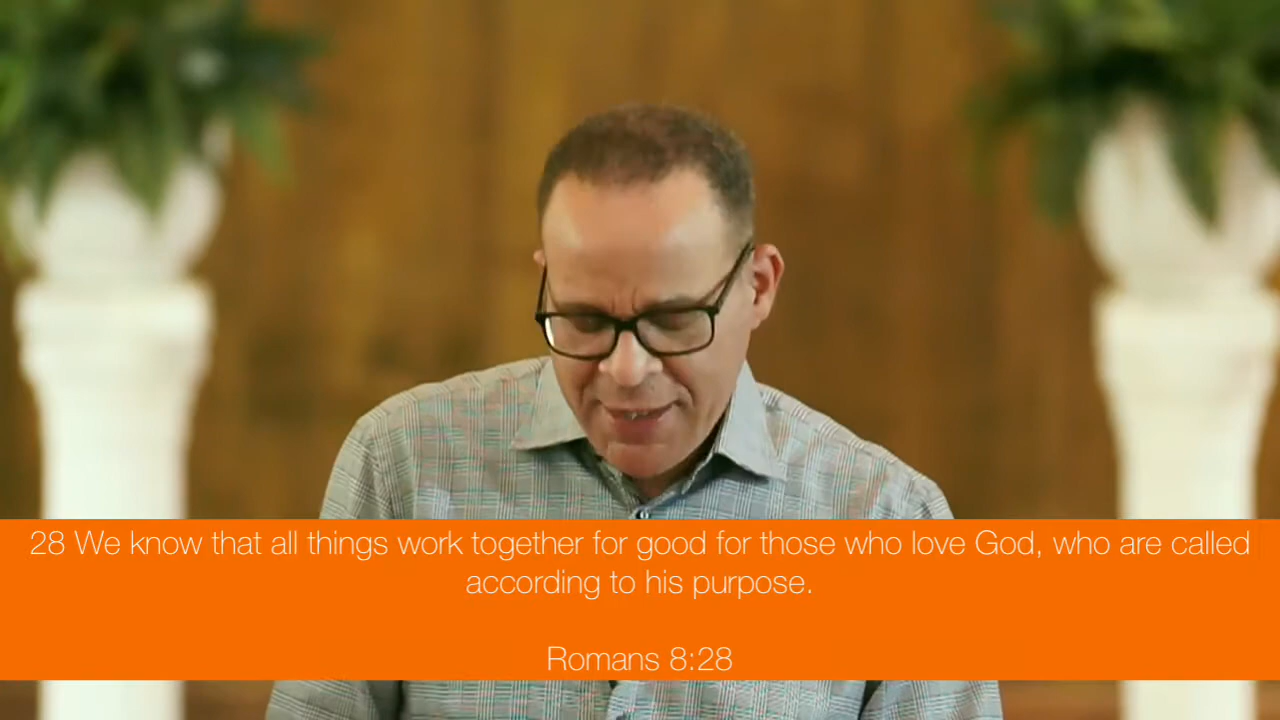 28 We know that all things work together for good for those who love God, who are called
according to his purpose.
Romans 8:28